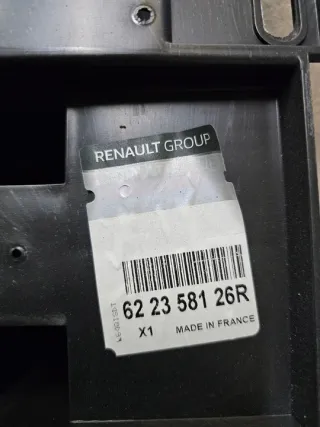 RENAULT GROUP
62 23 581 26R
X1 MADE IN FRANCE